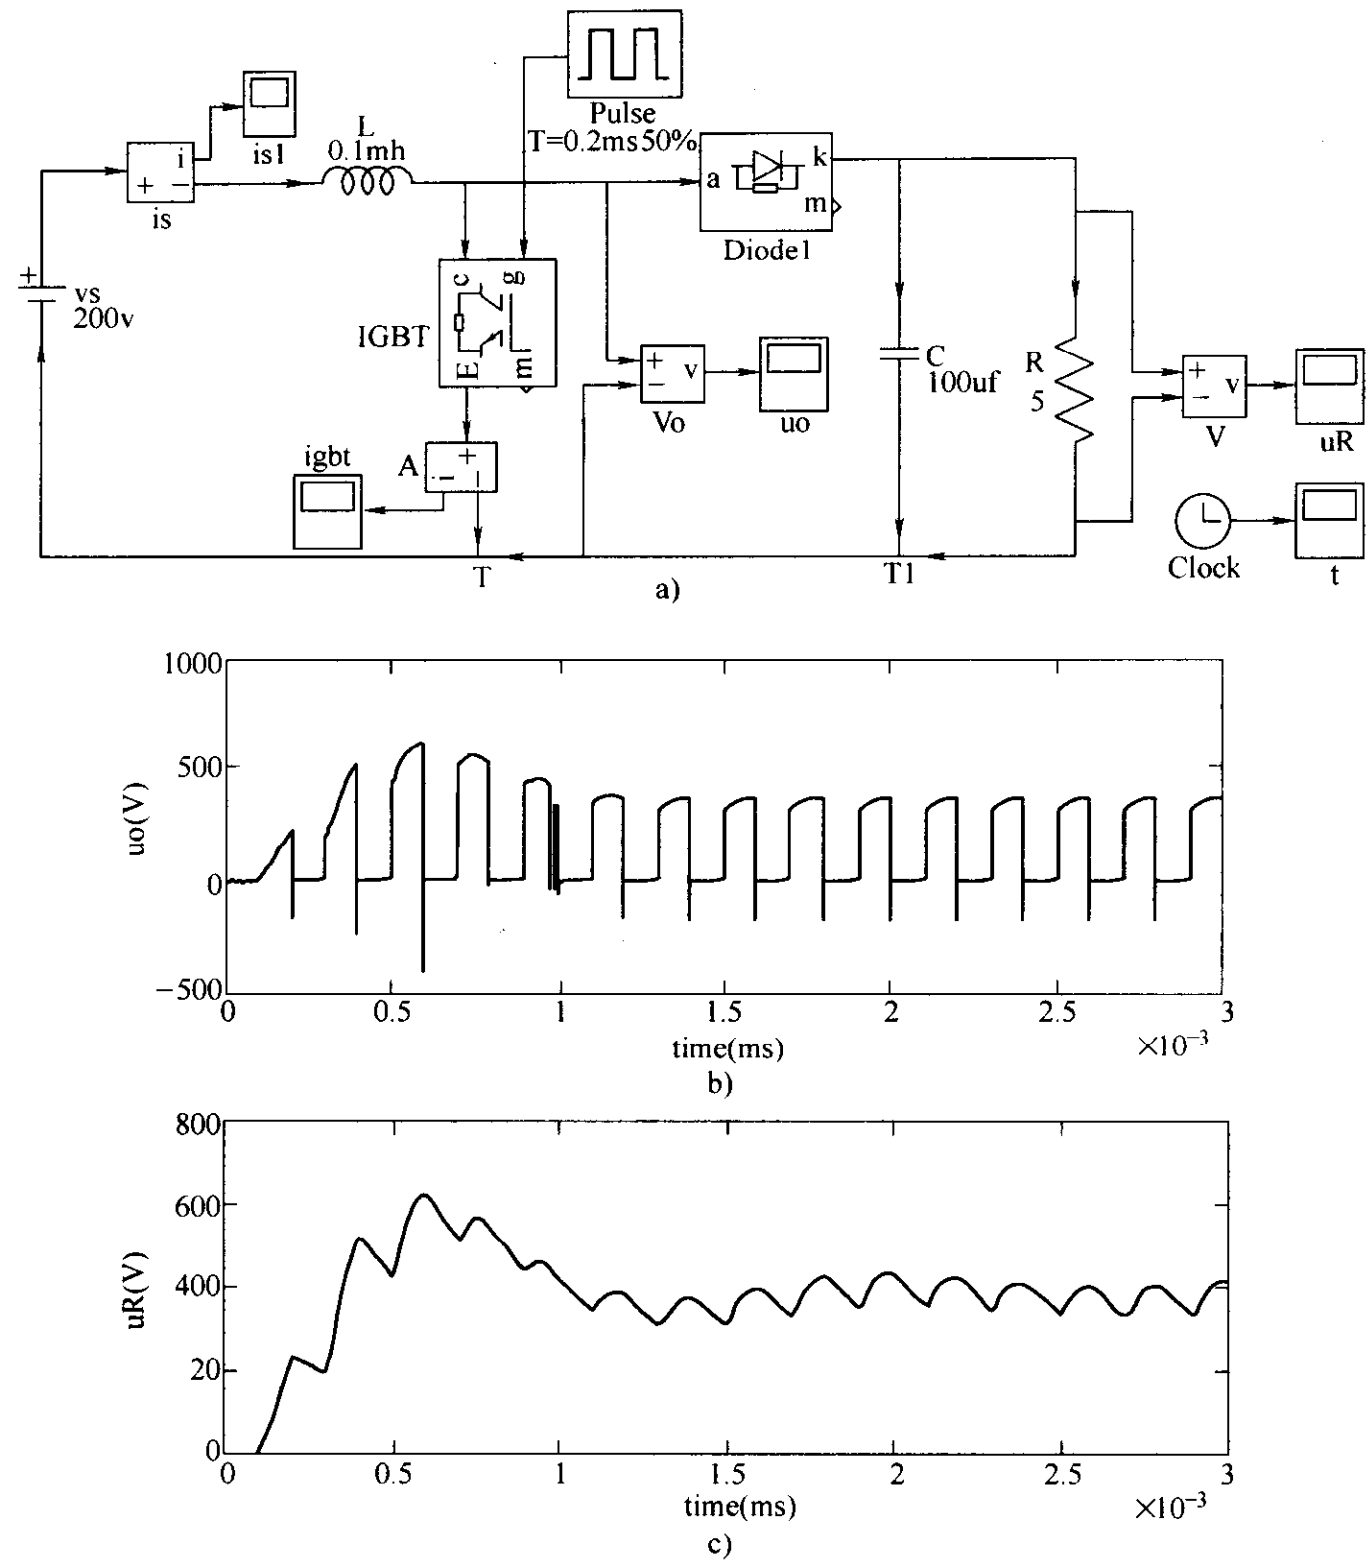 Pulse
T=0.2ms 50%
i
+ −
is
is1
L
0.1mh
a
k
m
Diode1
+
vs
200v
c
g
E
m
IGBT
+
−
v
Vo
uo
C
100uf
R
5
+
−
v
V
uR
igbt
A
+
i −
Clock
t
T
T1
a)
1000
500
0
−500
uo(V)
0 0.5 1 1.5 2 2.5 3
time(ms)
×10⁻³
b)
800
600
400
20
0
uR(V)
0 0.5 1 1.5 2 2.5 3
time(ms)
×10⁻³
c)